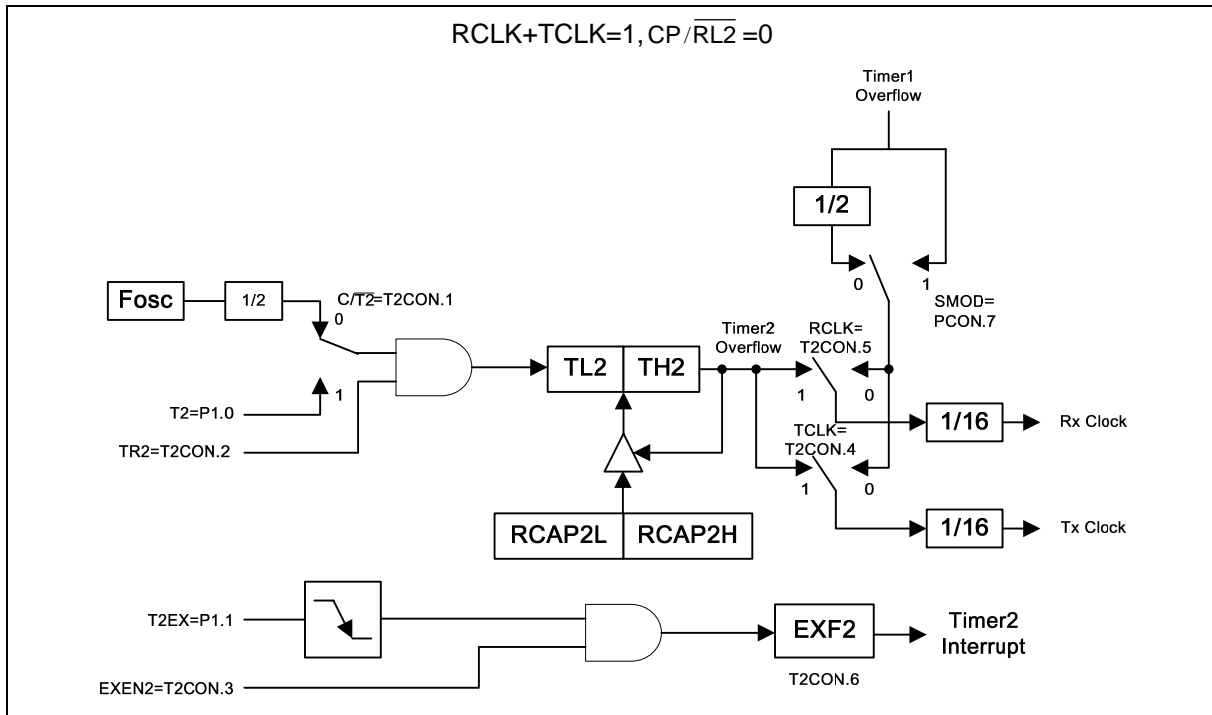 RCLK+TCLK=1, CP/R̅L̅2̅ =0
Timer1
Overflow
1/2
0
1
SMOD=
PCON.7
Fosc
1/2
C/T̅2̅=T2CON.1
0
1
T2=P1.0
TR2=T2CON.2
TL2
TH2
Timer2
Overflow
RCLK=
T2CON.5
1
0
1/16
Rx Clock
TCLK=
T2CON.4
1
0
1/16
Tx Clock
RCAP2L
RCAP2H
T2EX=P1.1
EXEN2=T2CON.3
EXF2
T2CON.6
Timer2
Interrupt